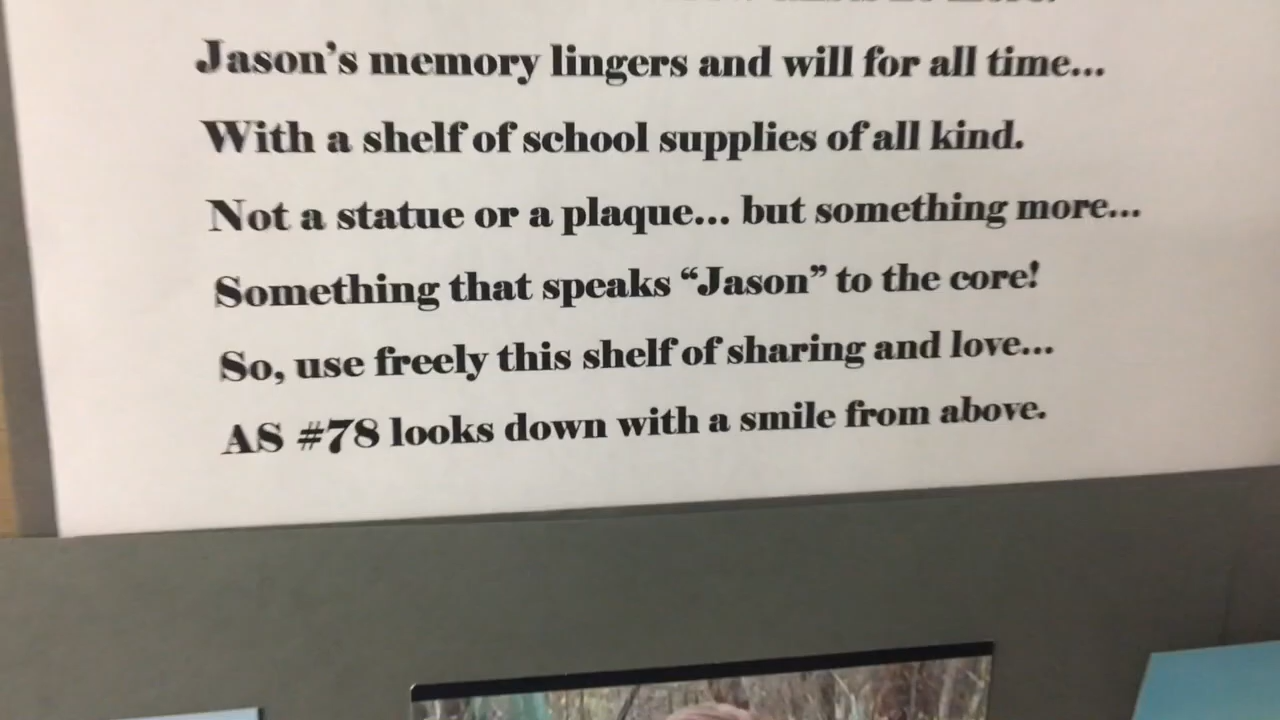 Jason's memory lingers and will for all time...
With a shelf of school supplies of all kind.
Not a statue or a plaque... but something more...
Something that speaks “Jason” to the core!
So, use freely this shelf of sharing and love...
AS #78 looks down with a smile from above.